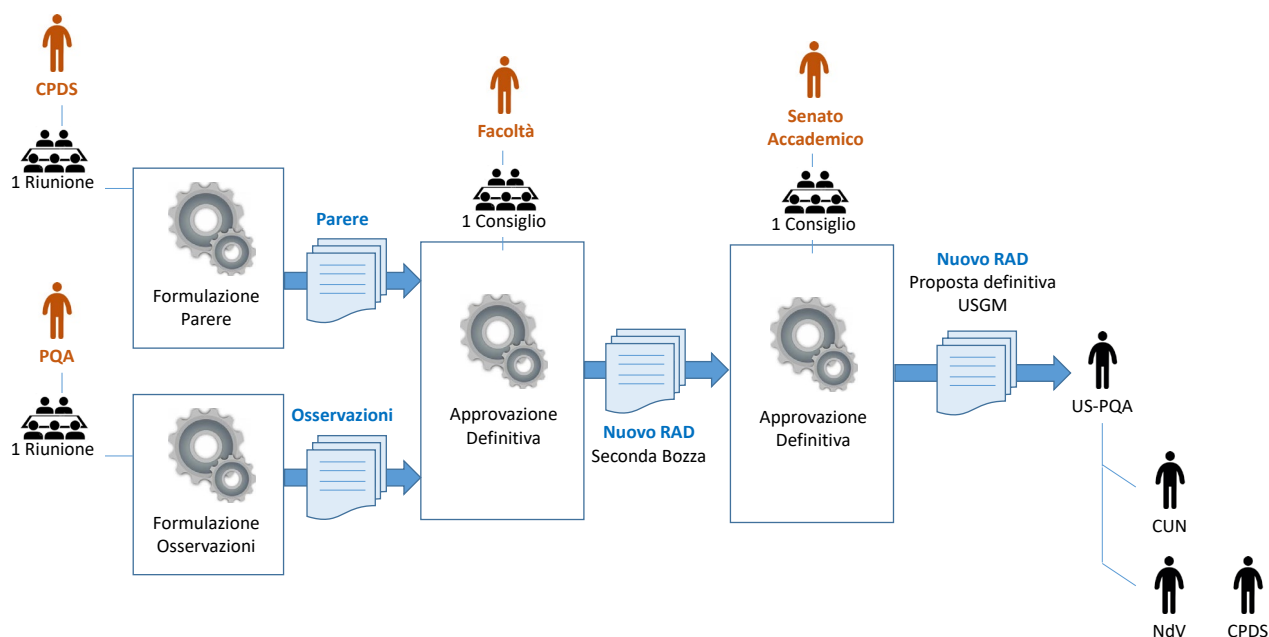 CPDS
1 Riunione
Formulazione
Parere
Parere
PQA
1 Riunione
Formulazione
Osservazioni
Osservazioni
Facoltà
1 Consiglio
Approvazione
Definitiva
Nuovo RAD
Seconda Bozza
Senato
Accademico
1 Consiglio
Approvazione
Definitiva
Nuovo RAD
Proposta definitiva
USGM
US-PQA
CUN
NdV
CPDS